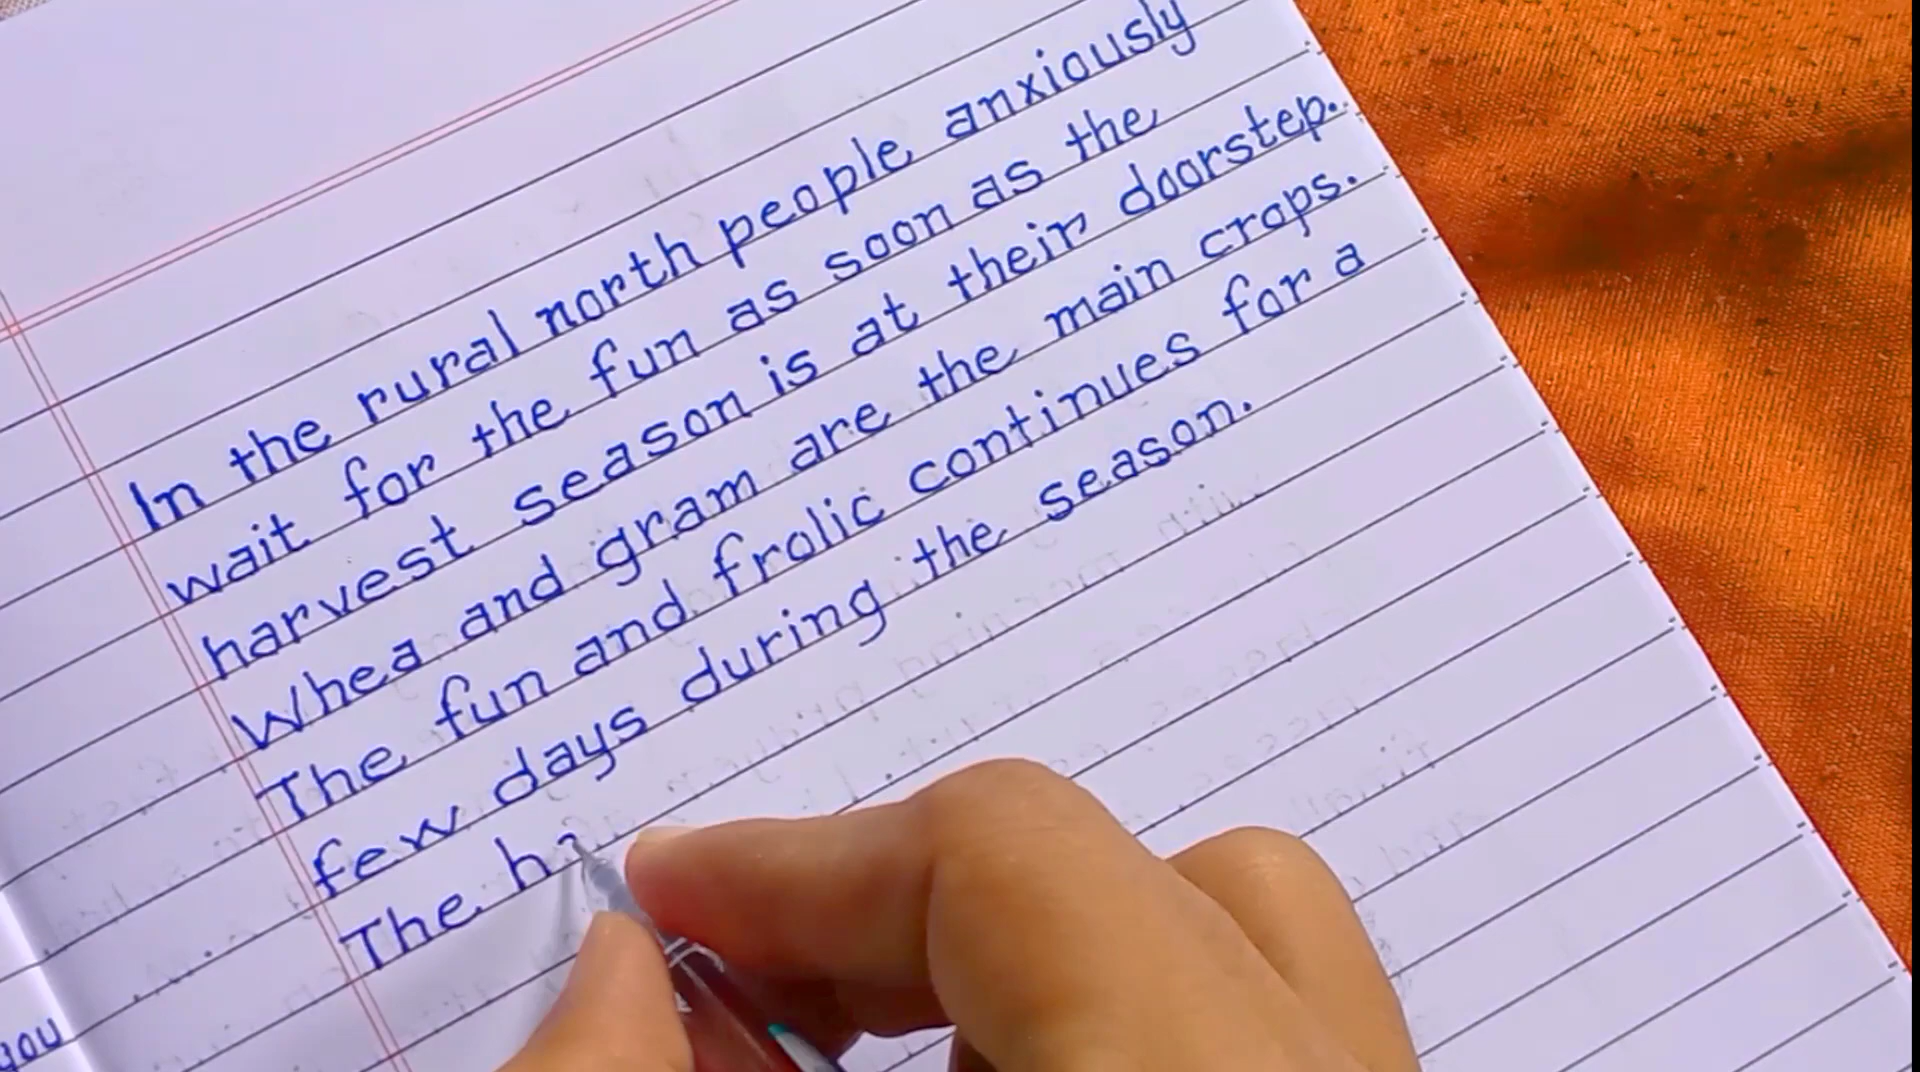 In the rural north people anxiously
wait for the fun as soon as the
harvest season is at their doorstep.
Whea and gram are the main crops.
The fun and frolic continues for a
few days during the season.
The ha
you